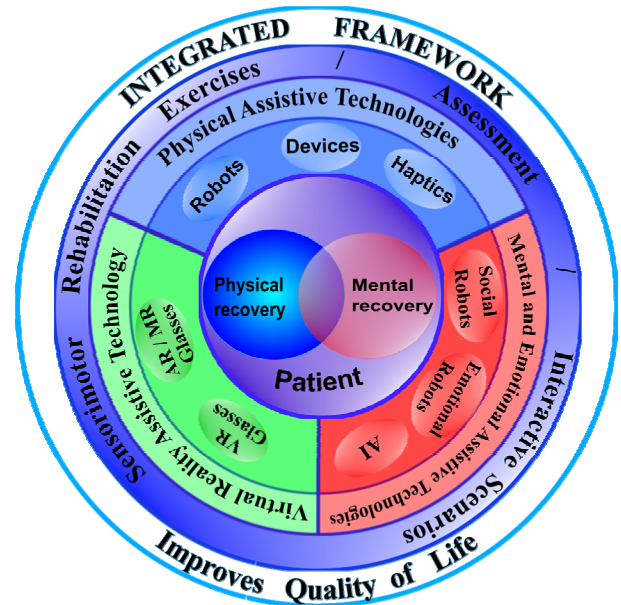 INTEGRATED FRAMEWORK
Sensorimotor Rehabilitation Exercises / Assessment / Interactive Scenarios
Physical Assistive Technologies
Robots
Devices
Haptics
Mental and Emotional Assistive Technologies
Social
Robots
Emotional
Robots
AI
Virtual Reality Assistive Technology
AR / MR
Glasses
VR
Glasses
Physical
recovery
Mental
recovery
Patient
Improves Quality of Life